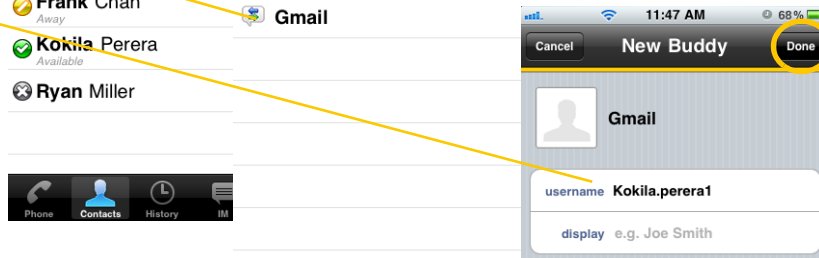 Frank Chan
Away
Kokila Perera
Available
Ryan Miller
Phone Contacts History IM
Gmail
11:47 AM 68%
Cancel New Buddy Done
Gmail
username Kokila.perera1
display e.g. Joe Smith